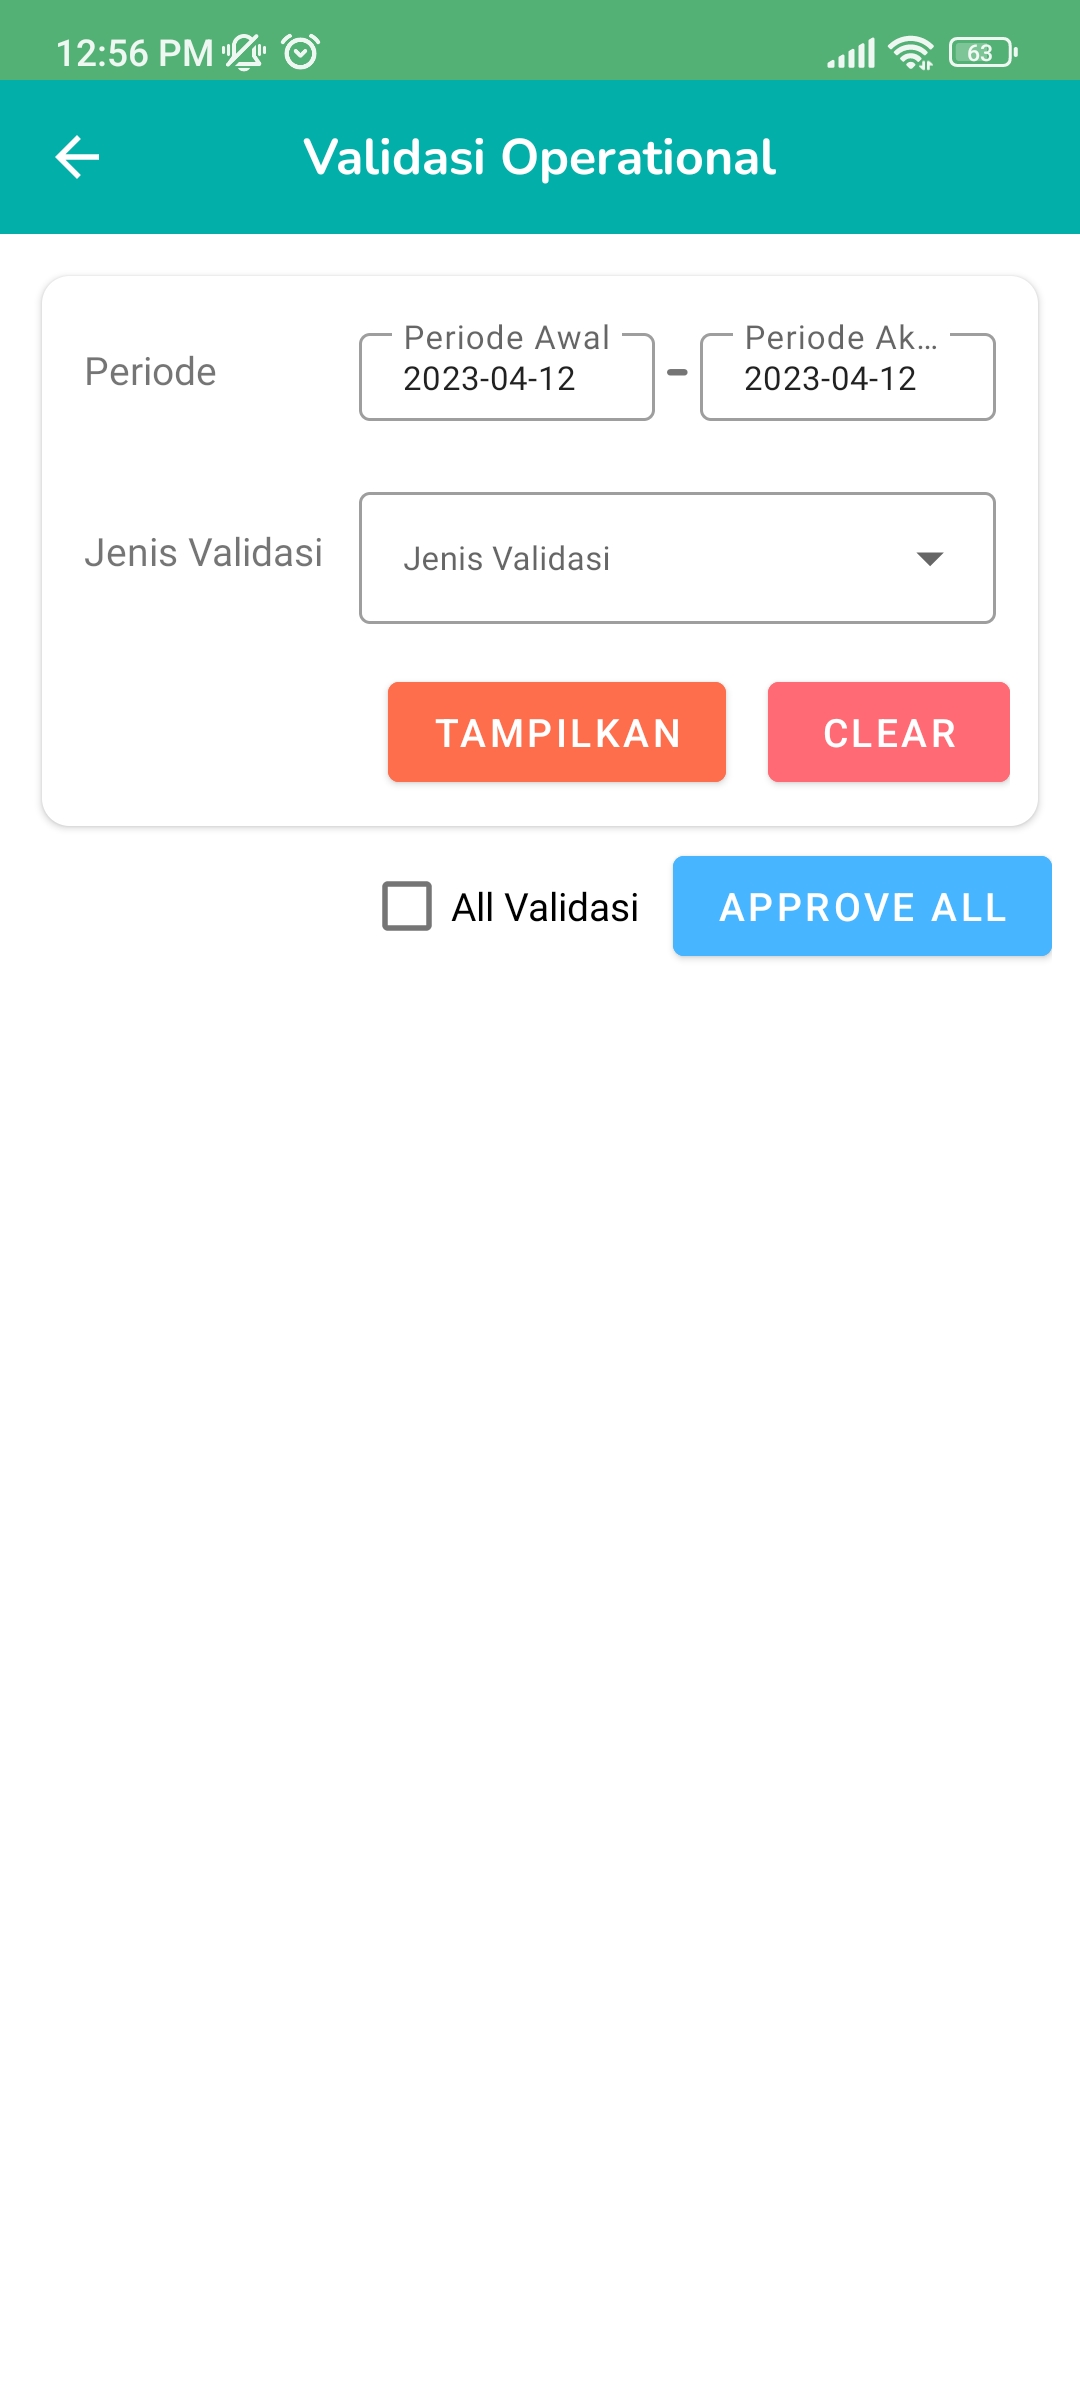 12:56 PM 63
Validasi Operational
Periode Awal Periode Ak...
Periode 2023-04-12 - 2023-04-12
Jenis Validasi Jenis Validasi
TAMPILKAN CLEAR
All Validasi APPROVE ALL